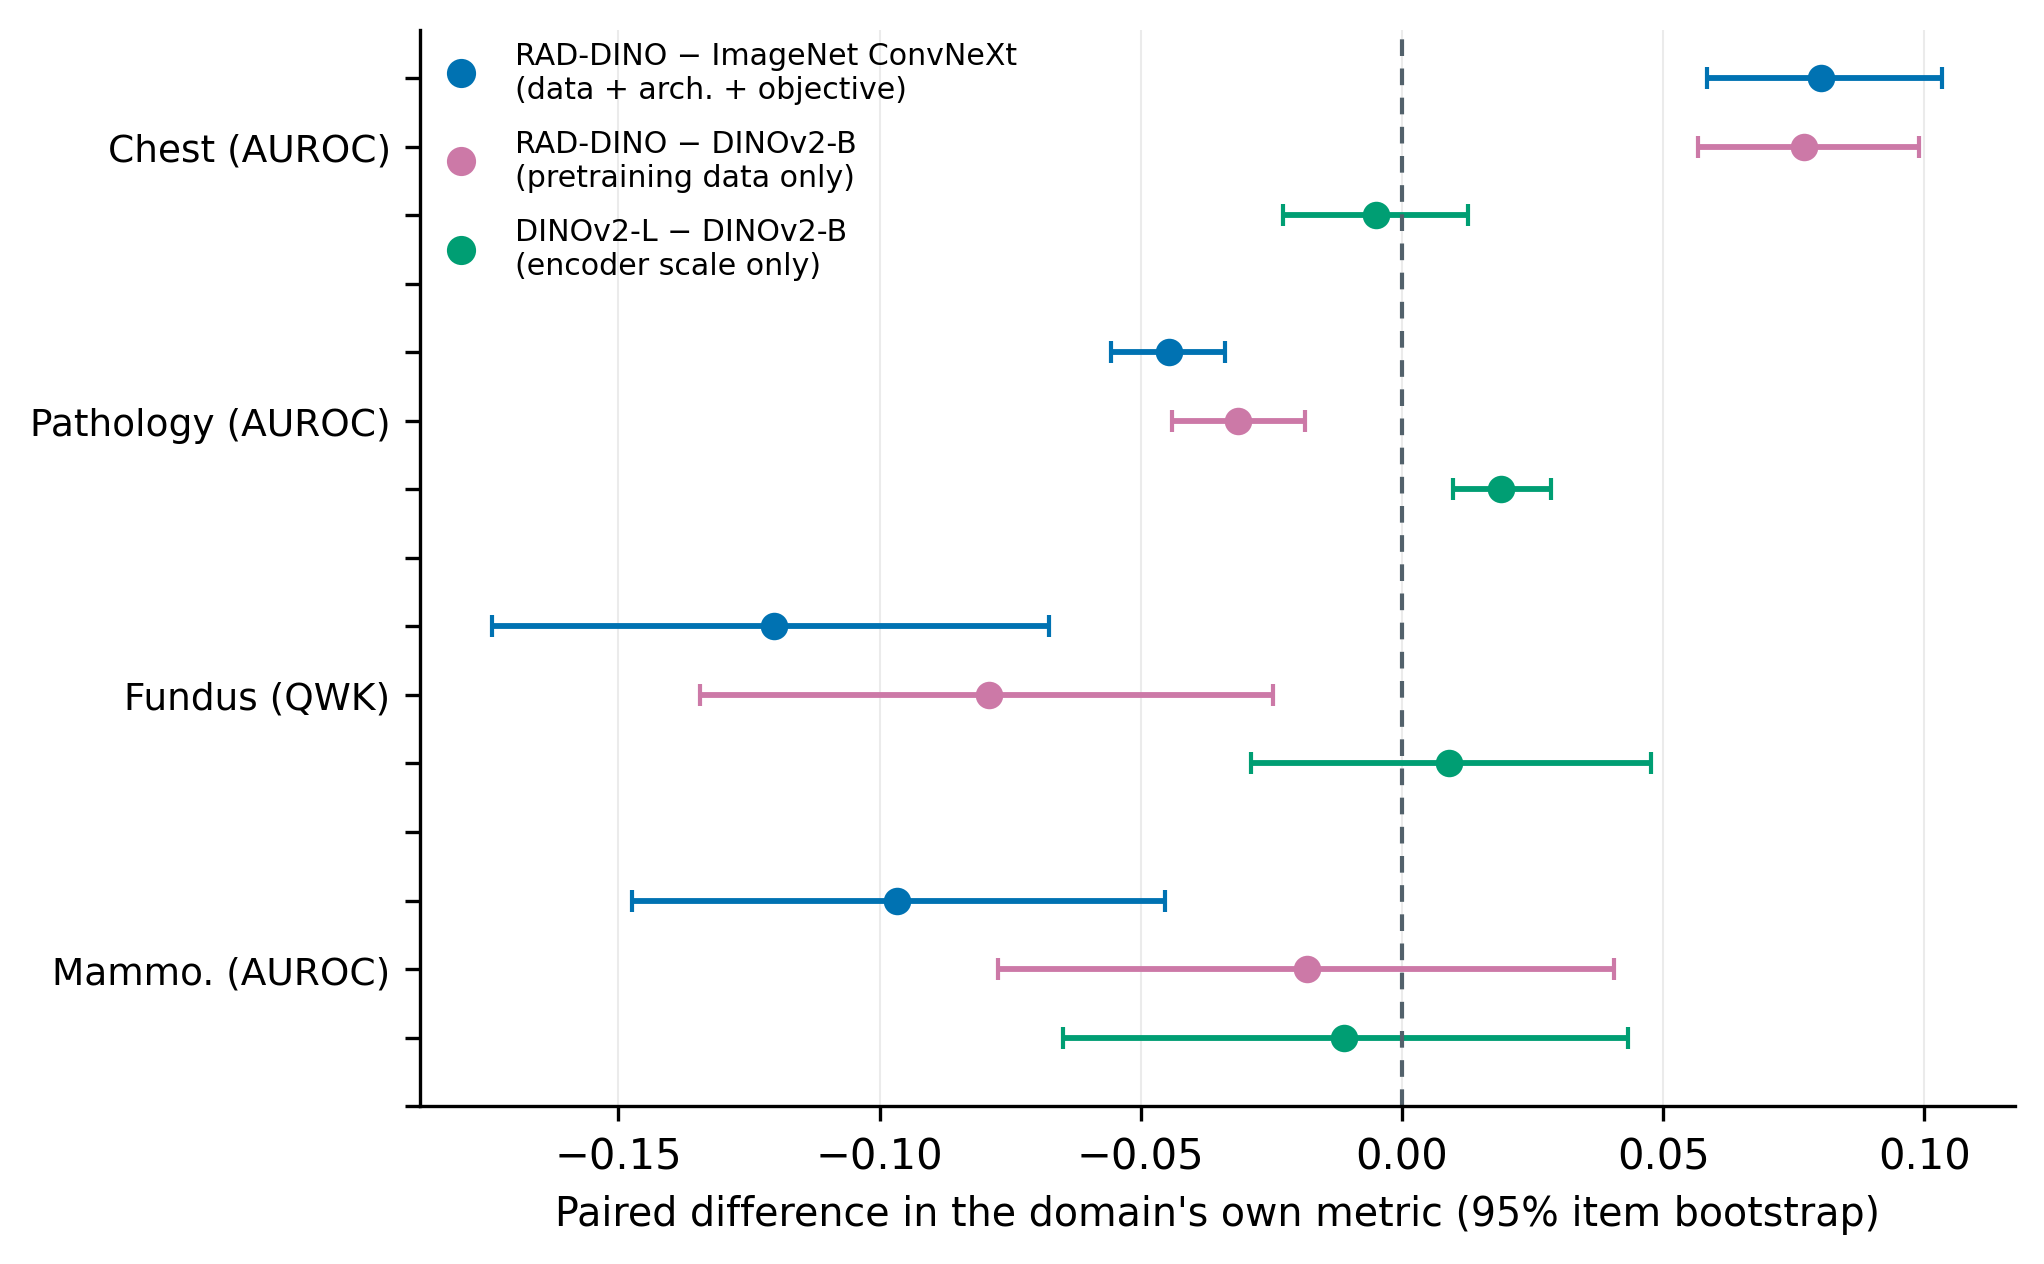 RAD-DINO − ImageNet ConvNeXt
(data + arch. + objective)
RAD-DINO − DINOv2-B
(pretraining data only)
DINOv2-L − DINOv2-B
(encoder scale only)
Chest (AUROC)
Pathology (AUROC)
Fundus (QWK)
Mammo. (AUROC)
−0.15 −0.10 −0.05 0.00 0.05 0.10
Paired difference in the domain's own metric (95% item bootstrap)